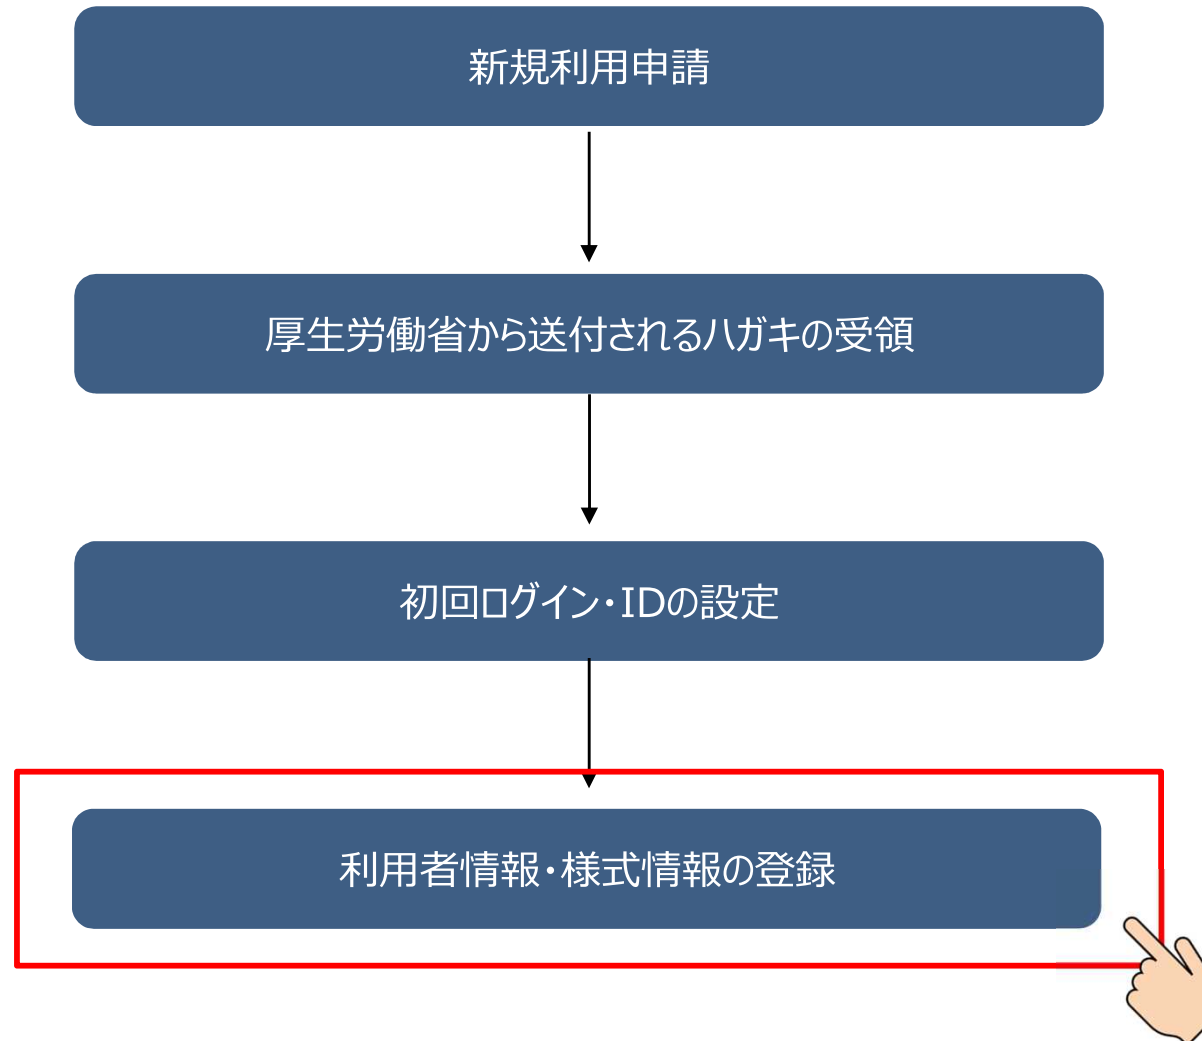 新規利用申請
厚生労働省から送付されるハガキの受領
初回ログイン・IDの設定
利用者情報・様式情報の登録